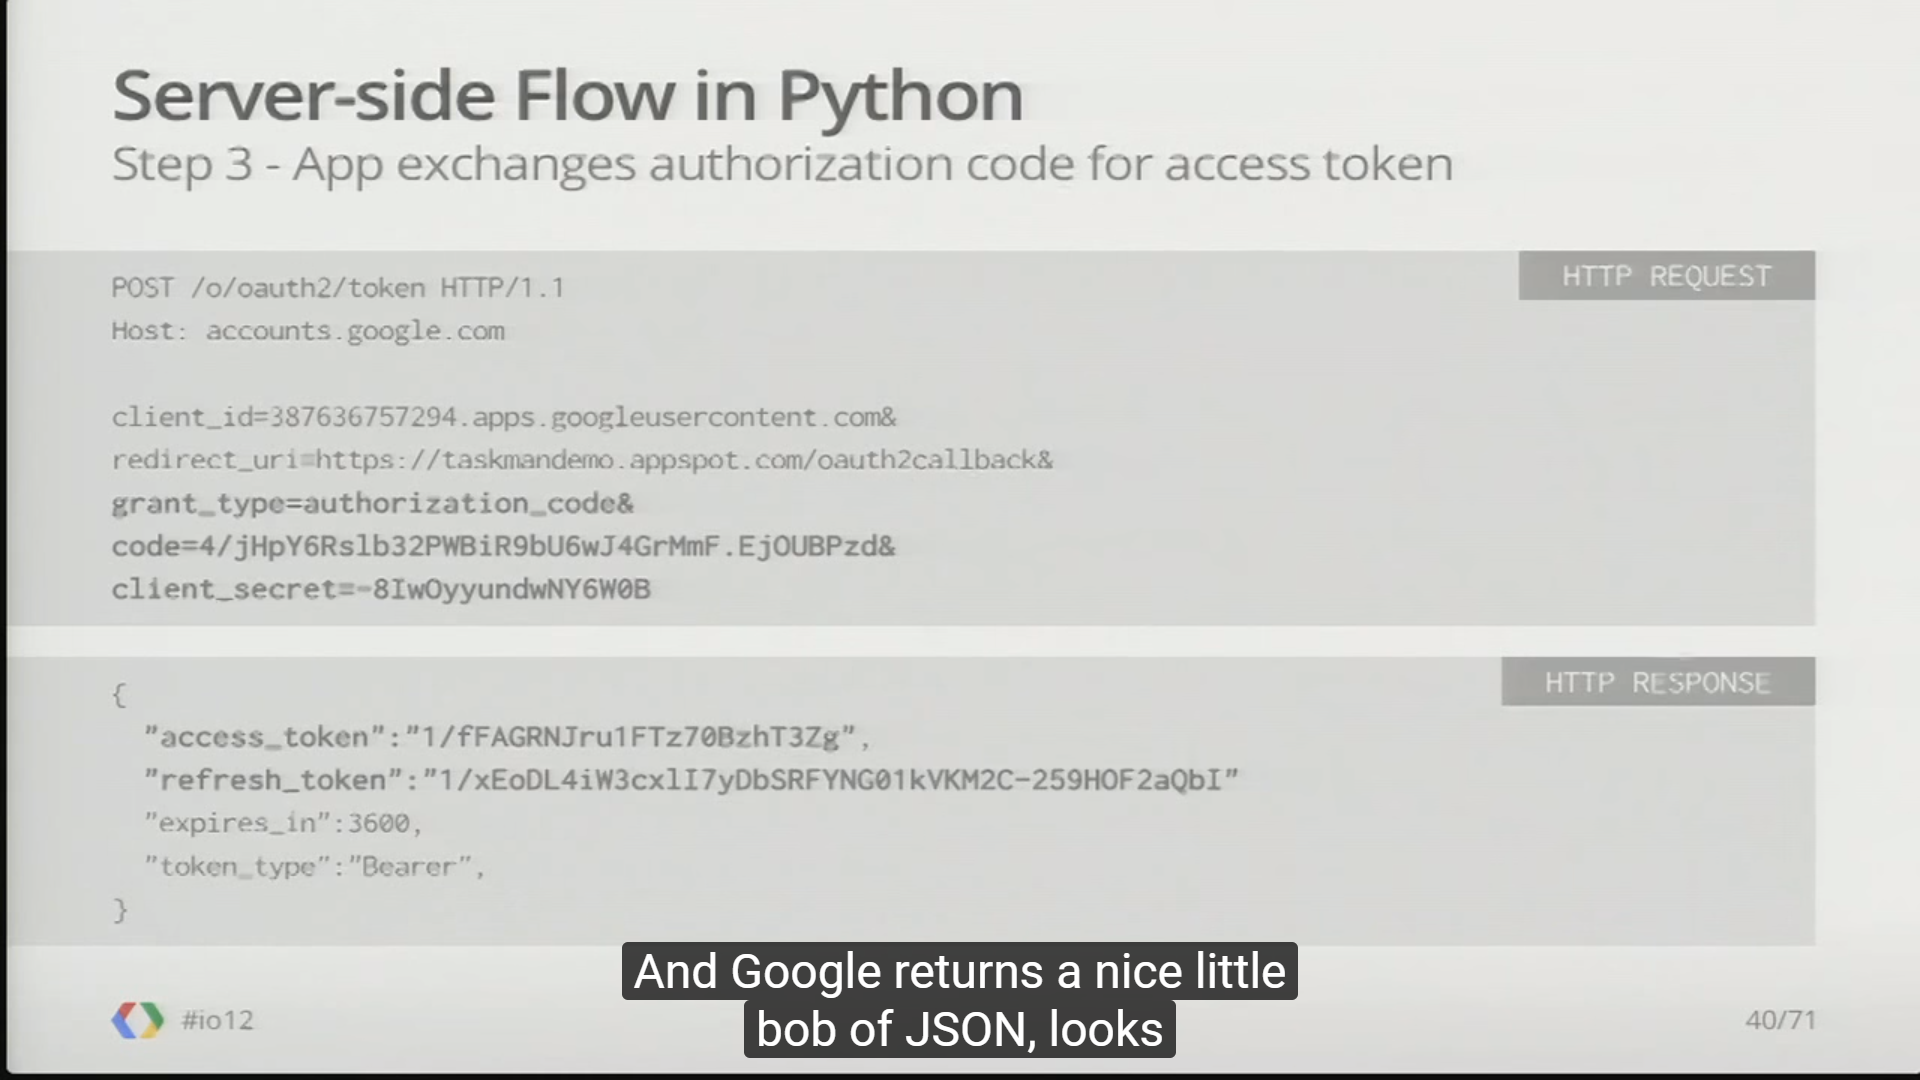 Server-side Flow in Python
Step 3 - App exchanges authorization code for access token
HTTP REQUEST
POST /o/oauth2/token HTTP/1.1
Host: accounts.google.com
client_id=387636757294.apps.googleusercontent.com&
redirect_uri=https://taskmandemo.appspot.com/oauth2callback&
grant_type=authorization_code&
code=4/jHpY6Rslb32PWBiR9bU6wJ4GrMmF.EjOUBPzd&
client_secret=-8IwOyyundwNY6W0B
HTTP RESPONSE
{
"access_token":"1/fFAGRNJru1FTz70BzhT3Zg",
"refresh_token":"1/xEoDL4iW3cxlI7yDbSRFYNG01kVKM2C-259HOF2aQbI"
"expires_in":3600,
"token_type":"Bearer",
}
And Google returns a nice little
bob of JSON, looks
#io12
40/71